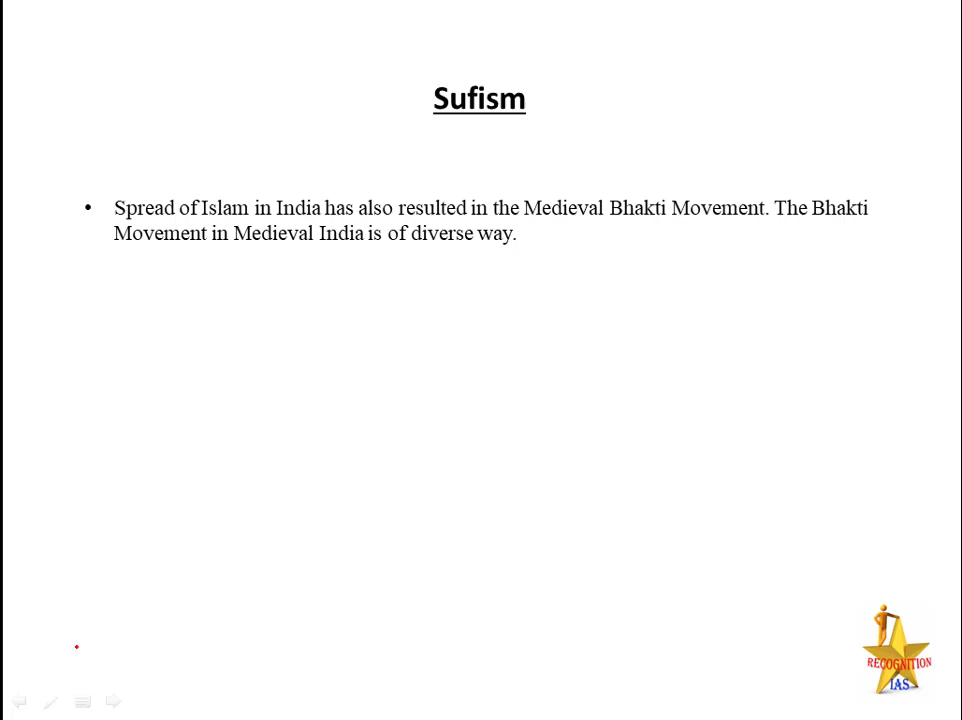 Sufism
• Spread of Islam in India has also resulted in the Medieval Bhakti Movement. The Bhakti
Movement in Medieval India is of diverse way.
RECOGNITION
IAS